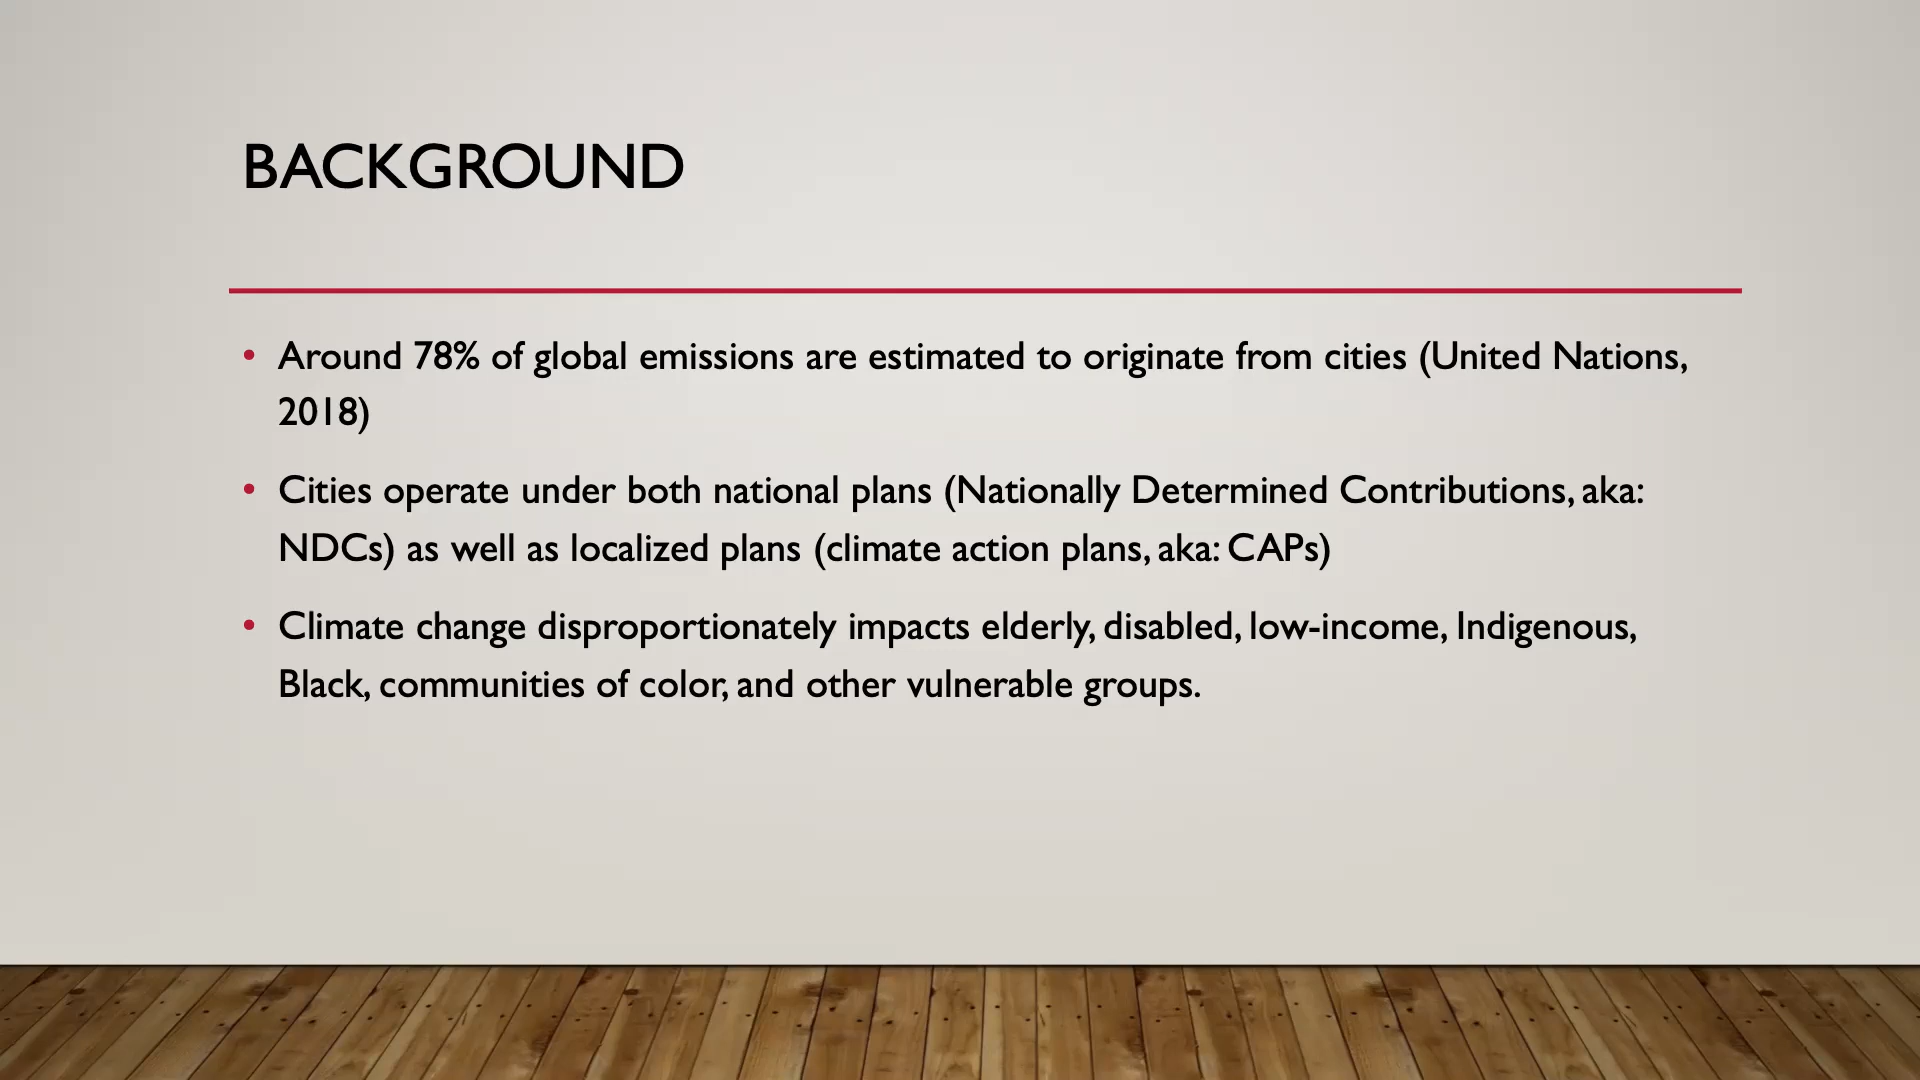 BACKGROUND
• Around 78% of global emissions are estimated to originate from cities (United Nations,
2018)
• Cities operate under both national plans (Nationally Determined Contributions, aka:
NDCs) as well as localized plans (climate action plans, aka: CAPs)
• Climate change disproportionately impacts elderly, disabled, low-income, Indigenous,
Black, communities of color, and other vulnerable groups.